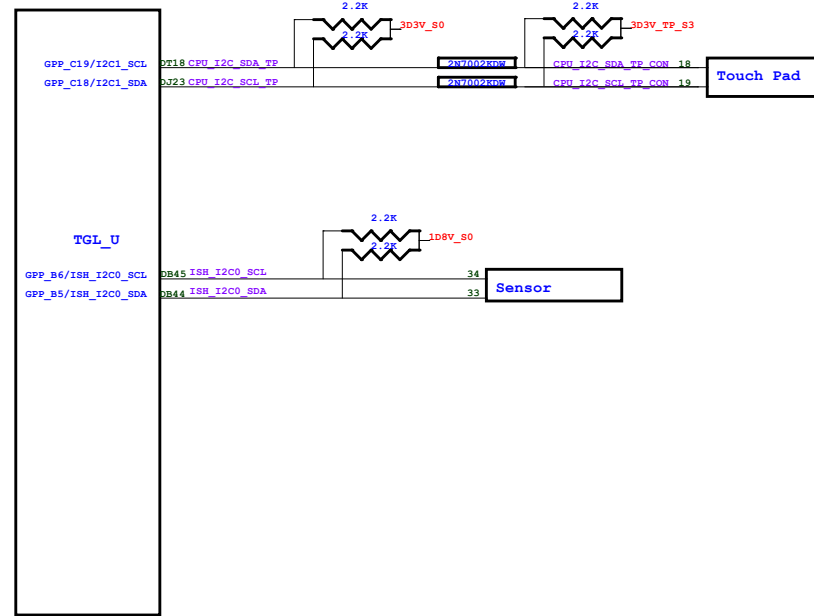 2.2K
2.2K
3D3V_S0
2.2K
2.2K
3D3V_TP_S3
GPP_C19/I2C1_SCL
DT18
CPU_I2C_SDA_TP
2N7002KDW
CPU_I2C_SDA_TP_CON
18
GPP_C18/I2C1_SDA
DJ23
CPU_I2C_SCL_TP
2N7002KDW
CPU_I2C_SCL_TP_CON
19
Touch Pad
2.2K
2.2K
1D8V_S0
TGL_U
GPP_B6/ISH_I2C0_SCL
DB45
ISH_I2C0_SCL
34
GPP_B5/ISH_I2C0_SDA
DB44
ISH_I2C0_SDA
33
Sensor